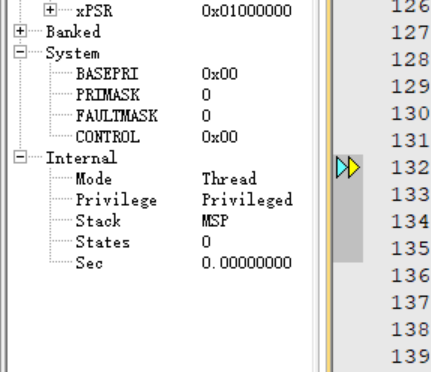 xPSR 0x01000000
Banked
System
BASEPRI 0x00
PRIMASK 0
FAULTMASK 0
CONTROL 0x00
Internal
Mode Thread
Privilege Privileged
Stack MSP
States 0
Sec 0.00000000
126
127
128
129
130
131
132
133
134
135
136
137
138
139